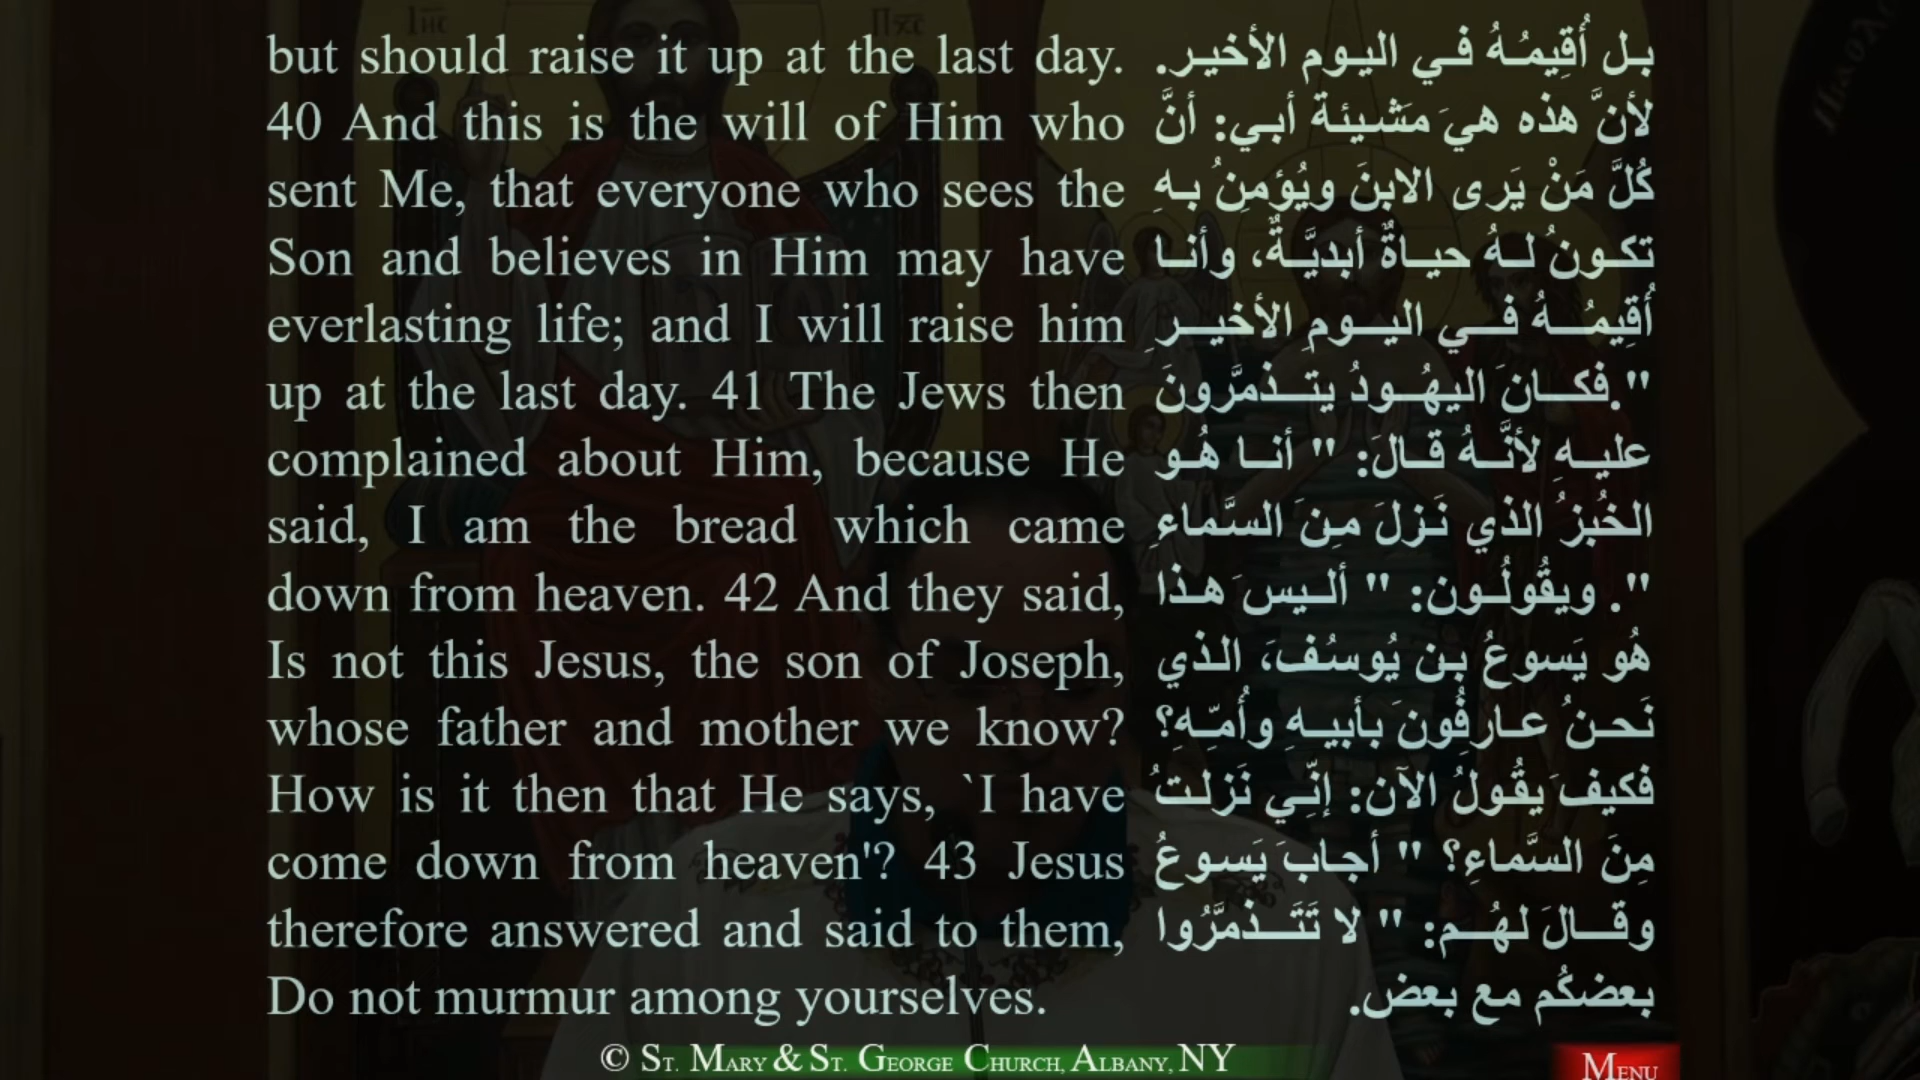 but should raise it up at the last day.
40 And this is the will of Him who
sent Me, that everyone who sees the
Son and believes in Him may have
everlasting life; and I will raise him
up at the last day. 41 The Jews then
complained about Him, because He
said, I am the bread which came
down from heaven. 42 And they said,
Is not this Jesus, the son of Joseph,
whose father and mother we know?
How is it then that He says, `I have
come down from heaven'? 43 Jesus
therefore answered and said to them,
Do not murmur among yourselves.
بل أُقِيمُهُ في اليوم الأخير.
لأنَّ هذه هيَ مَشيئة أبي: أنَّ
كُلَّ مَنْ يَرى الابنَ ويُؤمِنُ بهِ
تكونُ لهُ حياةٌ أبديَّةٌ، وأنا
أُقِيمُهُ في اليومِ الأخيرِ
".فكانَ اليهُودُ يتذمَّرونَ
عليهِ لأنَّهُ قالَ: " أنا هُو
الخُبزُ الذي نَزلَ مِنَ السَّماءِ
". ويقُولُون: " أليسَ هذا
هُو يَسوعُ بن يُوسُفَ، الذي
نَحنُ عارفُونَ بأبيهِ وأُمّهِ؟
فكيفَ يقُولُ الآن: إنِّي نَزلتُ
مِنَ السَّماءِ؟ " أجابَ يَسوعُ
وقالَ لهُم: " لا تَتَذمَّرُوا
بعضكُم مع بعض.
© St. Mary & St. George Church, Albany, NY
Menu